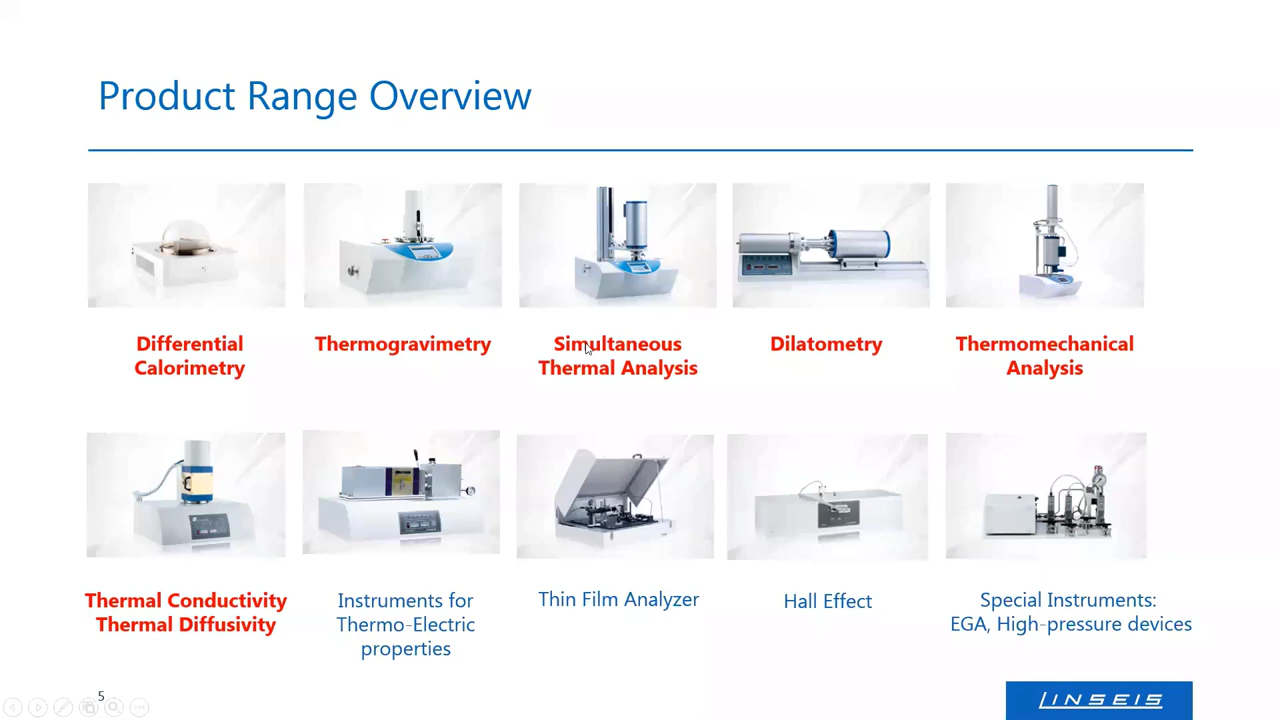 Product Range Overview
Differential
Calorimetry
Thermogravimetry
Simultaneous
Thermal Analysis
Dilatometry
Thermomechanical
Analysis
Thermal Conductivity
Thermal Diffusivity
Instruments for
Thermo-Electric
properties
Thin Film Analyzer
Hall Effect
Special Instruments:
EGA, High-pressure devices
5
LINSEIS